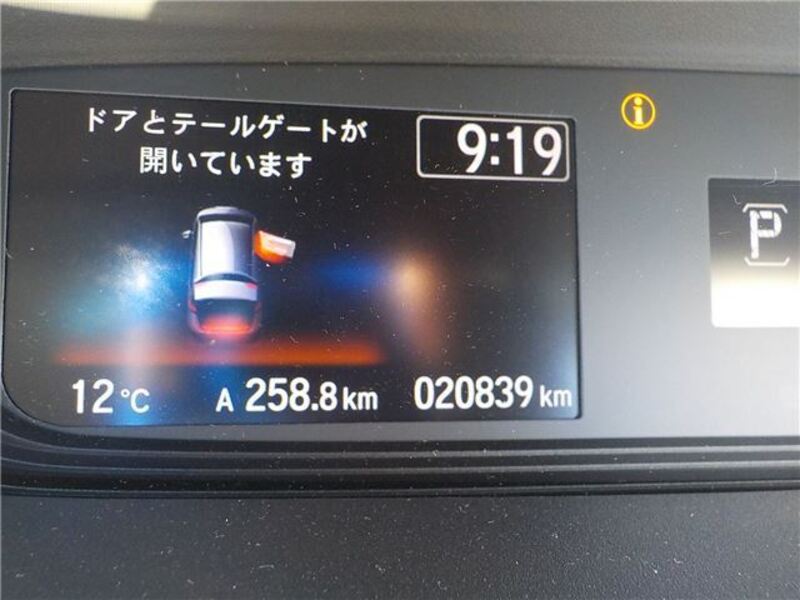 ドアとテールゲートが
開いています
9:19
i
P
12℃ A 258.8 km 020839 km